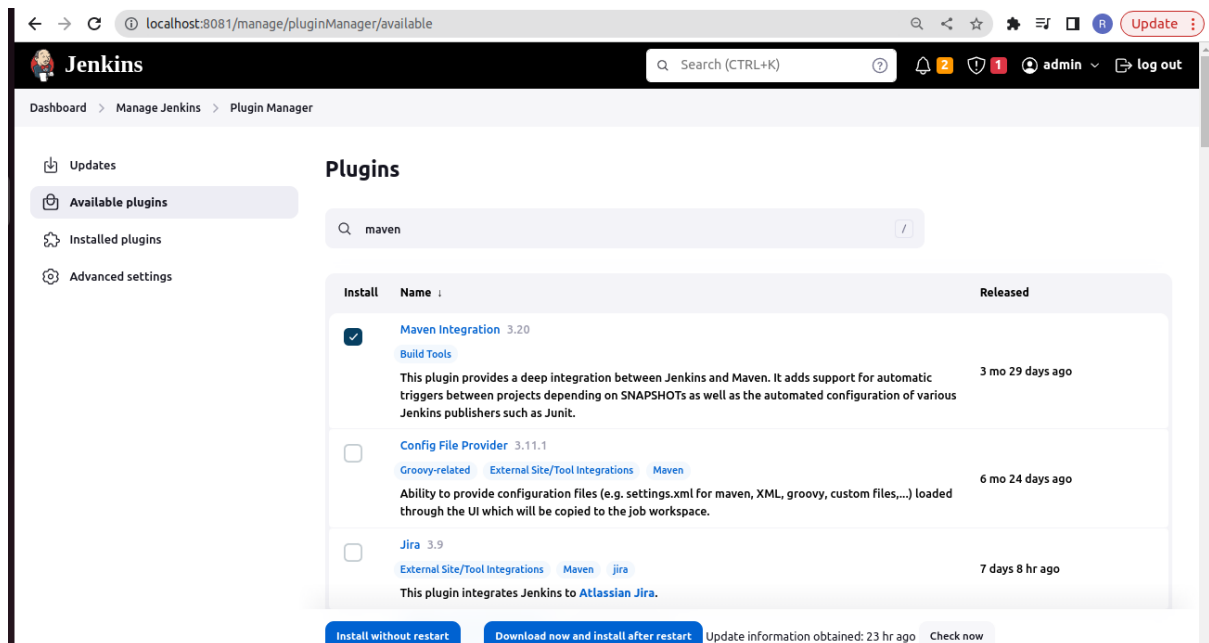 localhost:8081/manage/pluginManager/available
R
Update
Jenkins
Search (CTRL+K)
?
2
1
admin
log out
Dashboard > Manage Jenkins > Plugin Manager
Updates
Available plugins
Installed plugins
Advanced settings
Plugins
maven
/
Install Name ↓ Released
Maven Integration 3.20
Build Tools
This plugin provides a deep integration between Jenkins and Maven. It adds support for automatic
triggers between projects depending on SNAPSHOTs as well as the automated configuration of various
Jenkins publishers such as Junit.
3 mo 29 days ago
Config File Provider 3.11.1
Groovy-related External Site/Tool Integrations Maven
Ability to provide configuration files (e.g. settings.xml for maven, XML, groovy, custom files,...) loaded
through the UI which will be copied to the job workspace.
6 mo 24 days ago
Jira 3.9
External Site/Tool Integrations Maven jira
This plugin integrates Jenkins to Atlassian Jira.
7 days 8 hr ago
Install without restart
Download now and install after restart
Update information obtained: 23 hr ago
Check now